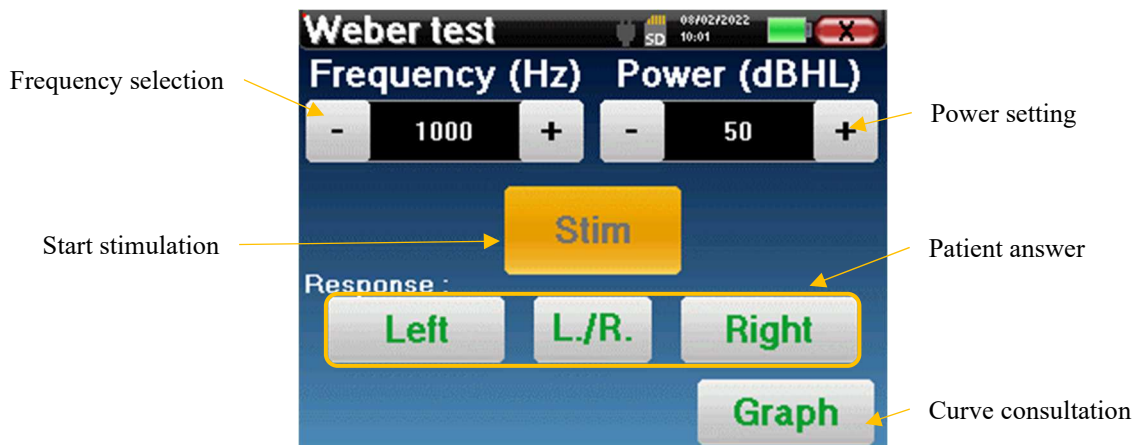 Weber test
SD
08/02/2022
10:01
X
Frequency (Hz) Power (dBHL)
Frequency selection
- 1000 + - 50 +
Power setting
Stim
Start stimulation
Patient answer
Response :
Left L./R. Right
Graph
Curve consultation